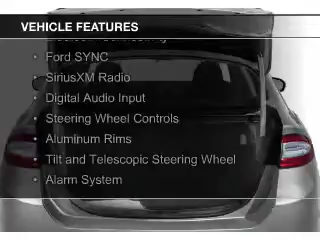 VEHICLE FEATURES
• Ford SYNC
• SiriusXM Radio
• Digital Audio Input
• Steering Wheel Controls
• Aluminum Rims
• Tilt and Telescopic Steering Wheel
• Alarm System